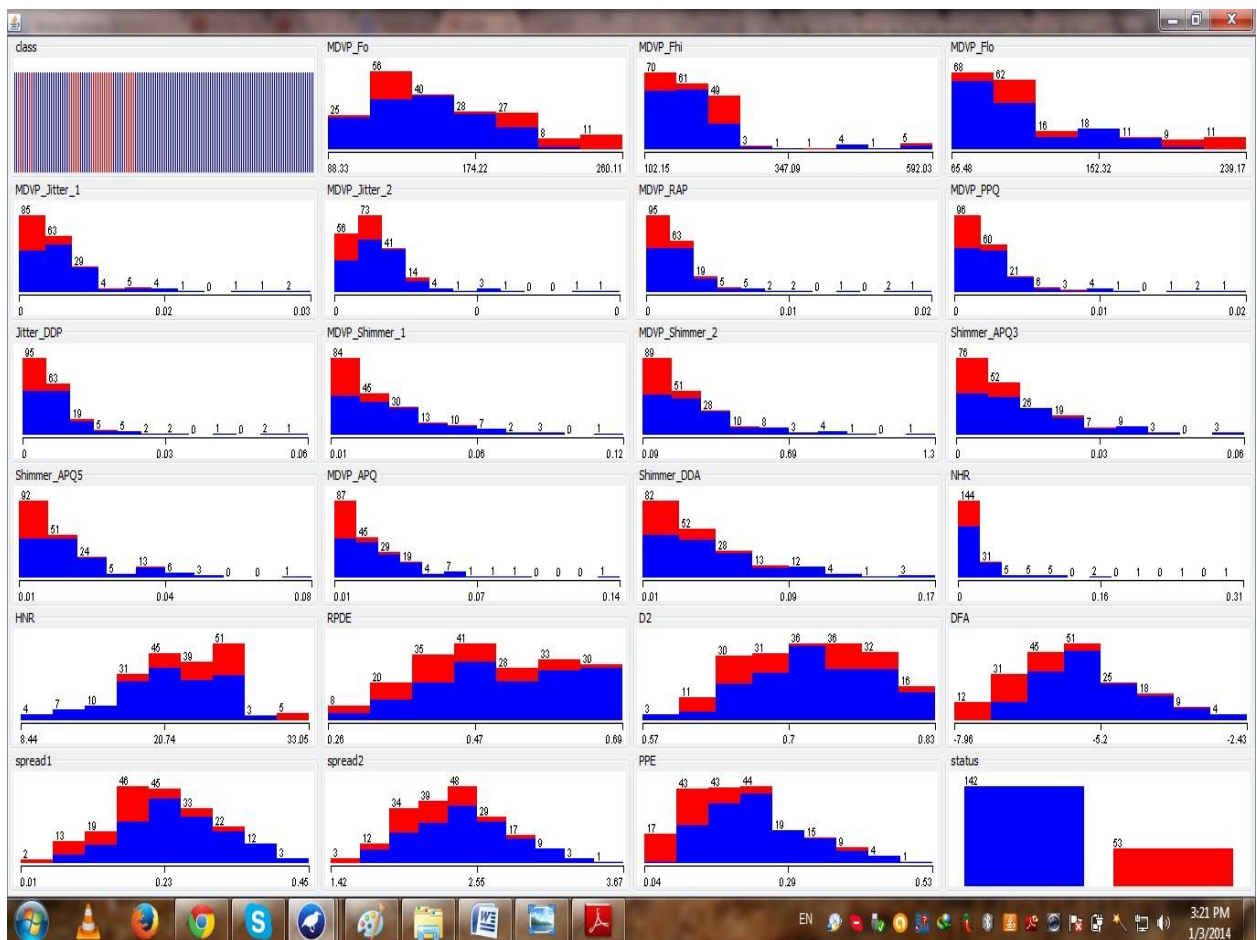 class
MDVP_Fo
MDVP_Fhi
MDVP_Flo
25 56 40 28 27 8 11
88.33 174.22 260.11
70 61 49 3 1 1 4 1 5
102.15 347.09 592.03
68 62 16 18 11 9 11
65.48 152.32 239.17
MDVP_Jitter_1
MDVP_Jitter_2
MDVP_RAP
MDVP_PPQ
85 63 29 4 5 4 1 0 1 1 2
0 0.02 0.03
56 73 41 14 4 1 3 1 0 0 1 1
0 0 0
95 63 19 5 5 2 2 0 1 0 2 1
0 0.01 0.02
96 60 21 6 3 4 1 0 1 2 1
0 0.01 0.02
Jitter_DDP
MDVP_Shimmer_1
MDVP_Shimmer_2
Shimmer_APQ3
95 63 19 5 5 2 2 0 1 0 2 1
0 0.03 0.06
84 45 30 13 10 7 2 3 0 1
0.01 0.06 0.12
89 51 28 10 8 3 4 1 0 1
0.09 0.69 1.3
76 52 26 19 7 9 3 0 3
0 0.03 0.06
Shimmer_APQ5
MDVP_APQ
Shimmer_DDA
NHR
92 51 24 5 13 6 3 0 0 1
0.01 0.04 0.08
87 45 29 19 4 7 1 1 1 0 0 0 1
0.01 0.07 0.14
82 52 28 13 12 4 1 3
0.01 0.09 0.17
144 31 5 5 5 0 2 0 1 0 1 0 1
0 0.16 0.31
HNR
RPDE
D2
DFA
4 7 10 31 45 39 51 3 5
8.44 20.74 33.05
8 20 35 41 28 33 30
0.26 0.47 0.69
3 11 30 31 36 36 32 16
0.57 0.7 0.83
12 31 45 51 25 18 9 4
-7.96 -5.2 -2.43
spread1
spread2
PPE
status
2 13 19 46 45 33 22 12 3
0.01 0.23 0.45
3 12 34 39 48 29 17 9 3 1
1.42 2.55 3.67
17 43 43 44 19 15 9 4 1
0.04 0.29 0.53
142 53
EN
3:21 PM
1/3/2014